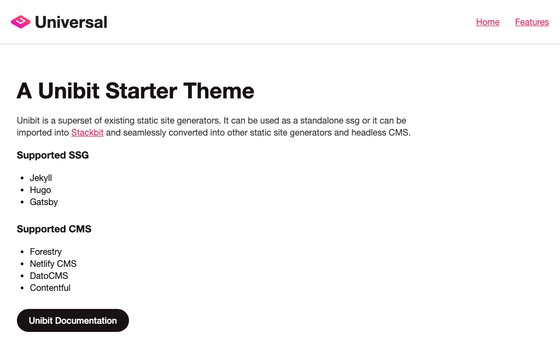 Universal
Home
Features
A Unibit Starter Theme
Unibit is a superset of existing static site generators. It can be used as a standalone ssg or it can be
imported into Stackbit and seamlessly converted into other static site generators and headless CMS.
Supported SSG
• Jekyll
• Hugo
• Gatsby
Supported CMS
• Forestry
• Netlify CMS
• DatoCMS
• Contentful
Unibit Documentation